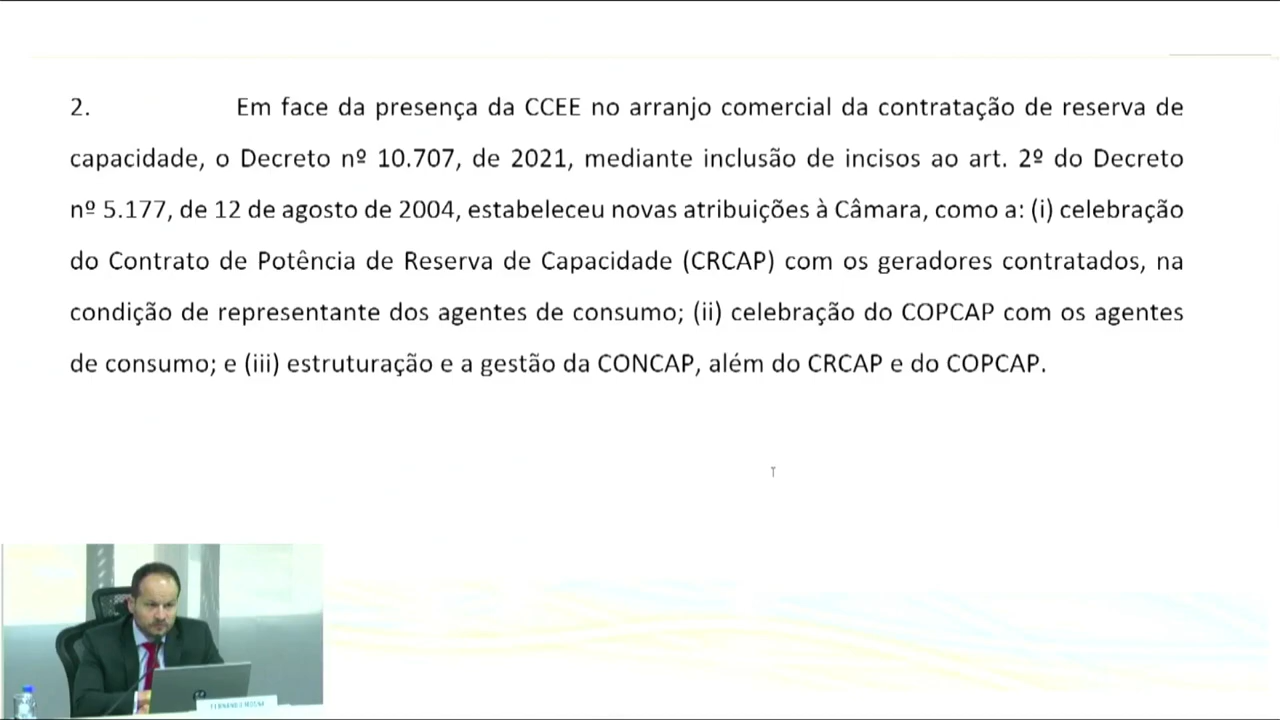 2. Em face da presença da CCEE no arranjo comercial da contratação de reserva de
capacidade, o Decreto nº 10.707, de 2021, mediante inclusão de incisos ao art. 2º do Decreto
nº 5.177, de 12 de agosto de 2004, estabeleceu novas atribuições à Câmara, como a: (i) celebração
do Contrato de Potência de Reserva de Capacidade (CRCAP) com os geradores contratados, na
condição de representante dos agentes de consumo; (ii) celebração do COPCAP com os agentes
de consumo; e (iii) estruturação e a gestão da CONCAP, além do CRCAP e do COPCAP.